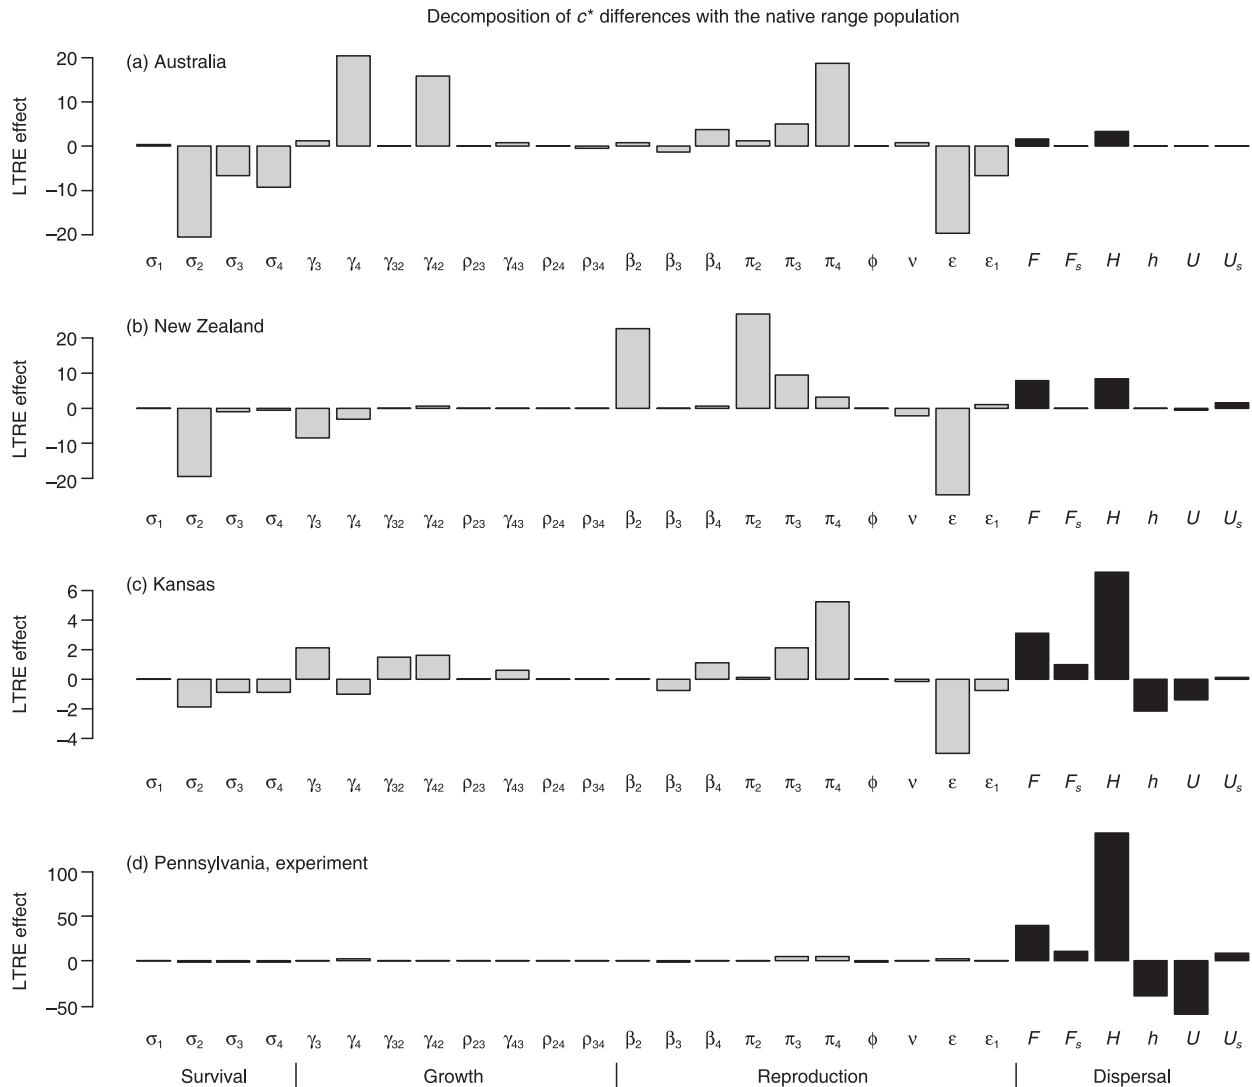 Decomposition of c* differences with the native range population
(a) Australia
LTRE effect
20
10
0
−10
−20
σ1 σ2 σ3 σ4 γ3 γ4 γ32 γ42 ρ23 γ43 ρ24 ρ34 β2 β3 β4 π2 π3 π4 ϕ ν ε ε1 F Fs H h U Us
(b) New Zealand
LTRE effect
20
10
0
−10
−20
σ1 σ2 σ3 σ4 γ3 γ4 γ32 γ42 ρ23 γ43 ρ24 ρ34 β2 β3 β4 π2 π3 π4 ϕ ν ε ε1 F Fs H h U Us
(c) Kansas
LTRE effect
6
4
2
0
−2
−4
σ1 σ2 σ3 σ4 γ3 γ4 γ32 γ42 ρ23 γ43 ρ24 ρ34 β2 β3 β4 π2 π3 π4 ϕ ν ε ε1 F Fs H h U Us
(d) Pennsylvania, experiment
LTRE effect
100
50
0
−50
σ1 σ2 σ3 σ4 γ3 γ4 γ32 γ42 ρ23 γ43 ρ24 ρ34 β2 β3 β4 π2 π3 π4 ϕ ν ε ε1 F Fs H h U Us
Survival Growth Reproduction Dispersal